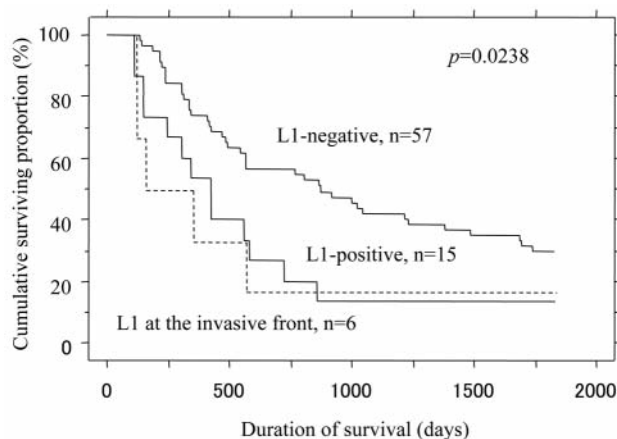 Cumulative surviving proportion (%)
100
80
60
40
20
0
p=0.0238
L1-negative, n=57
L1-positive, n=15
L1 at the invasive front, n=6
0 500 1000 1500 2000
Duration of survival (days)